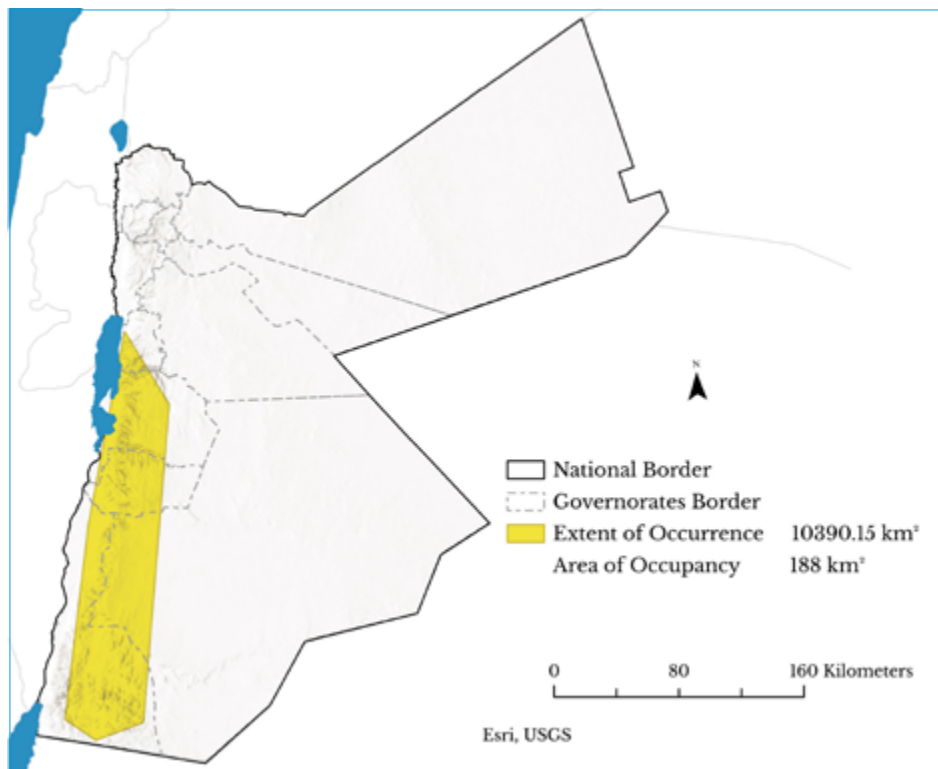 N
National Border
Governorates Border
Extent of Occurrence 10390.15 km²
Area of Occupancy 188 km²
0 80 160 Kilometers
Esri, USGS